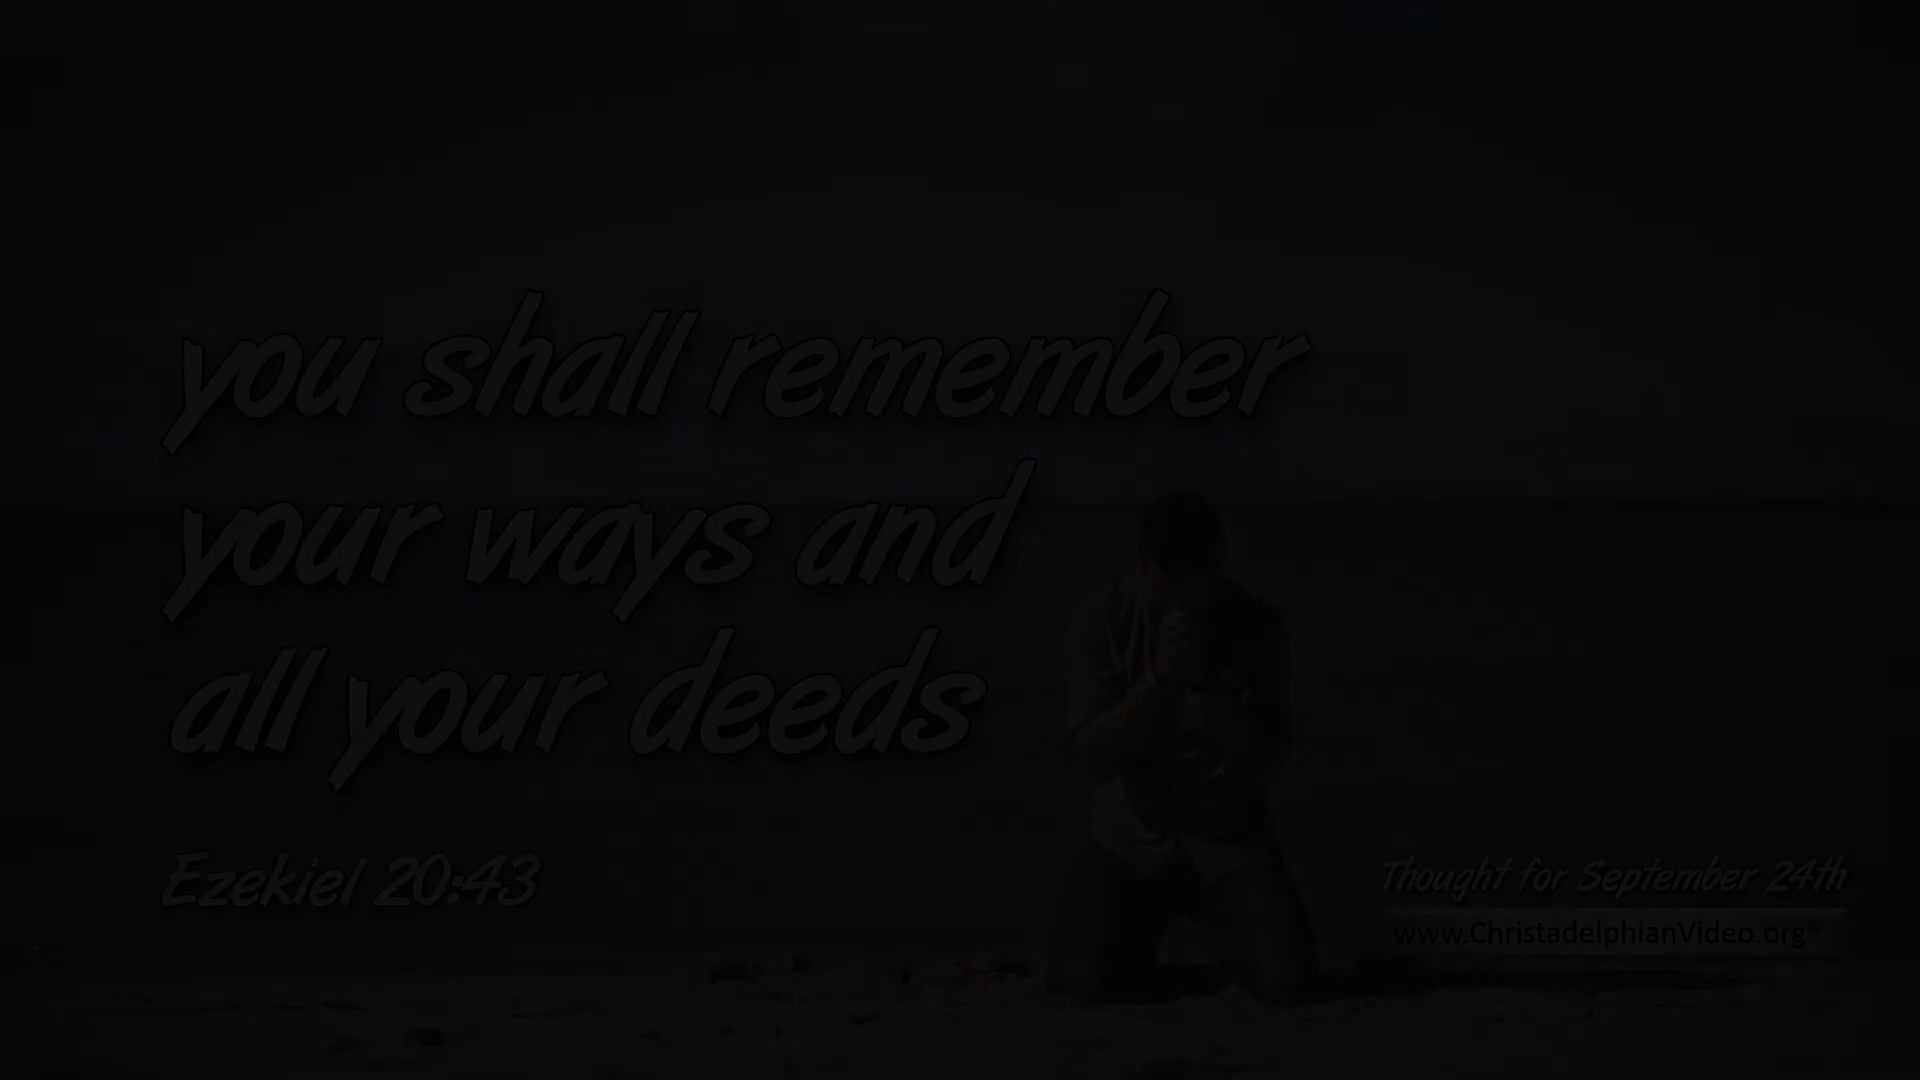 you shall remember
your ways and
all your deeds
Ezekiel 20:43
Thought for September 24th
www.ChristadelphianVideo.org®